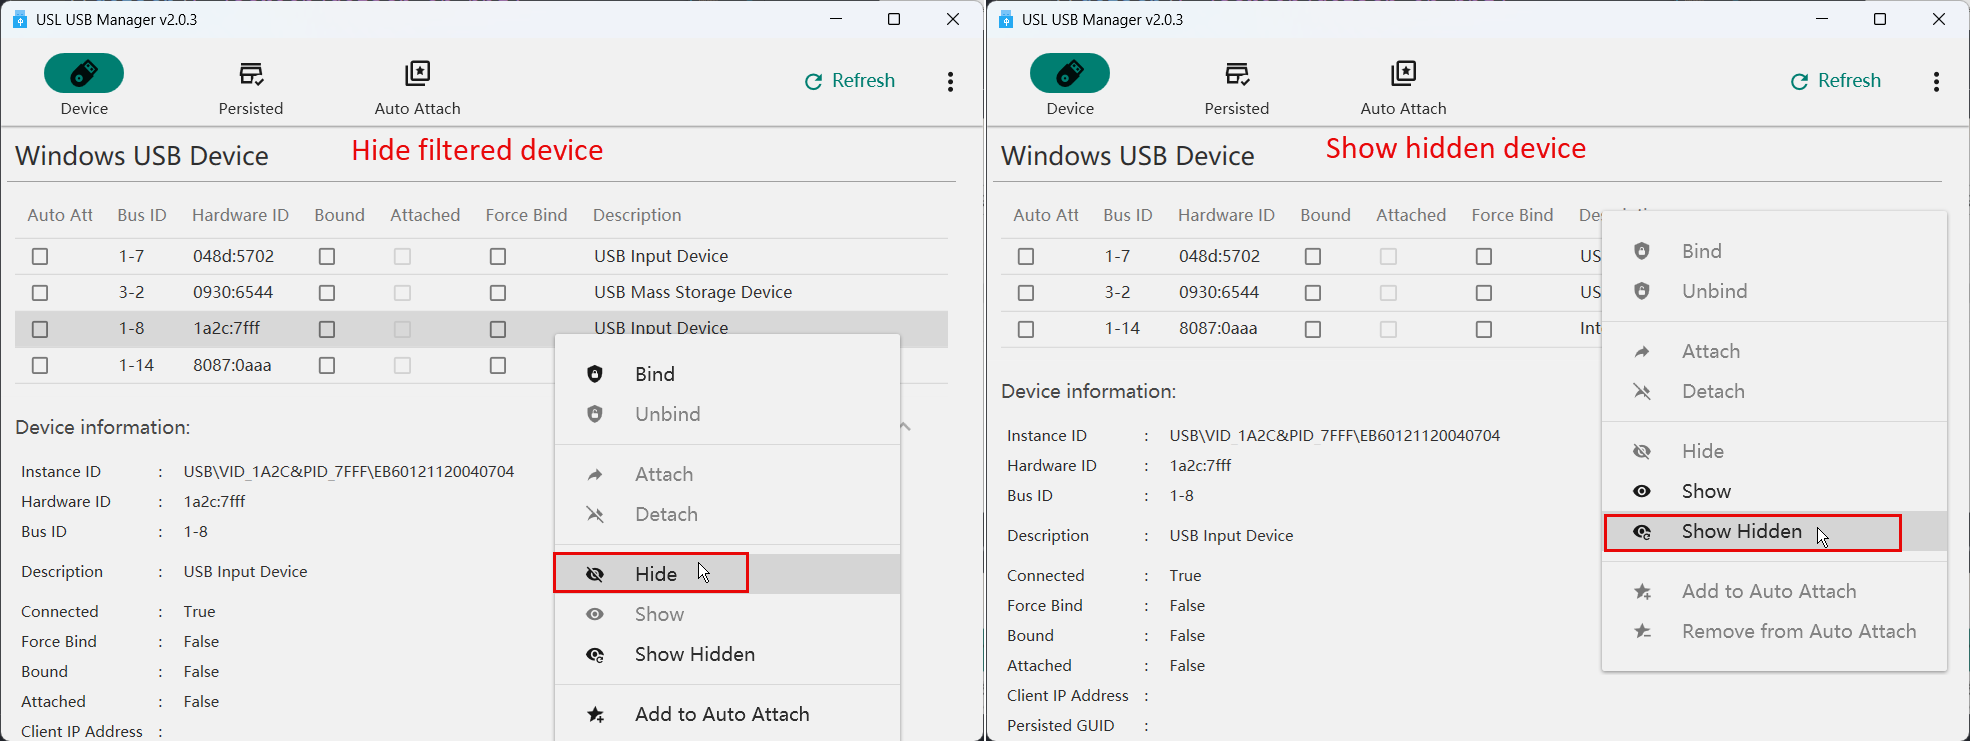 USL USB Manager v2.0.3
Device Persisted Auto Attach Refresh
Windows USB Device
Hide filtered device
Auto Att Bus ID Hardware ID Bound Attached Force Bind Description
1-7 048d:5702 USB Input Device
3-2 0930:6544 USB Mass Storage Device
1-8 1a2c:7fff USB Input Device
1-14 8087:0aaa
Device information:
Instance ID : USB\VID_1A2C&PID_7FFF\EB60121120040704
Hardware ID : 1a2c:7fff
Bus ID : 1-8
Description : USB Input Device
Connected : True
Force Bind : False
Bound : False
Attached : False
Client IP Address :
Bind
Unbind
Attach
Detach
Hide
Show
Show Hidden
Add to Auto Attach
USL USB Manager v2.0.3
Device Persisted Auto Attach Refresh
Windows USB Device
Show hidden device
Auto Att Bus ID Hardware ID Bound Attached Force Bind
1-7 048d:5702 US
3-2 0930:6544 US
1-14 8087:0aaa Int
Device information:
Instance ID : USB\VID_1A2C&PID_7FFF\EB60121120040704
Hardware ID : 1a2c:7fff
Bus ID : 1-8
Description : USB Input Device
Connected : True
Force Bind : False
Bound : False
Attached : False
Client IP Address :
Persisted GUID :
Bind
Unbind
Attach
Detach
Hide
Show
Show Hidden
Add to Auto Attach
Remove from Auto Attach